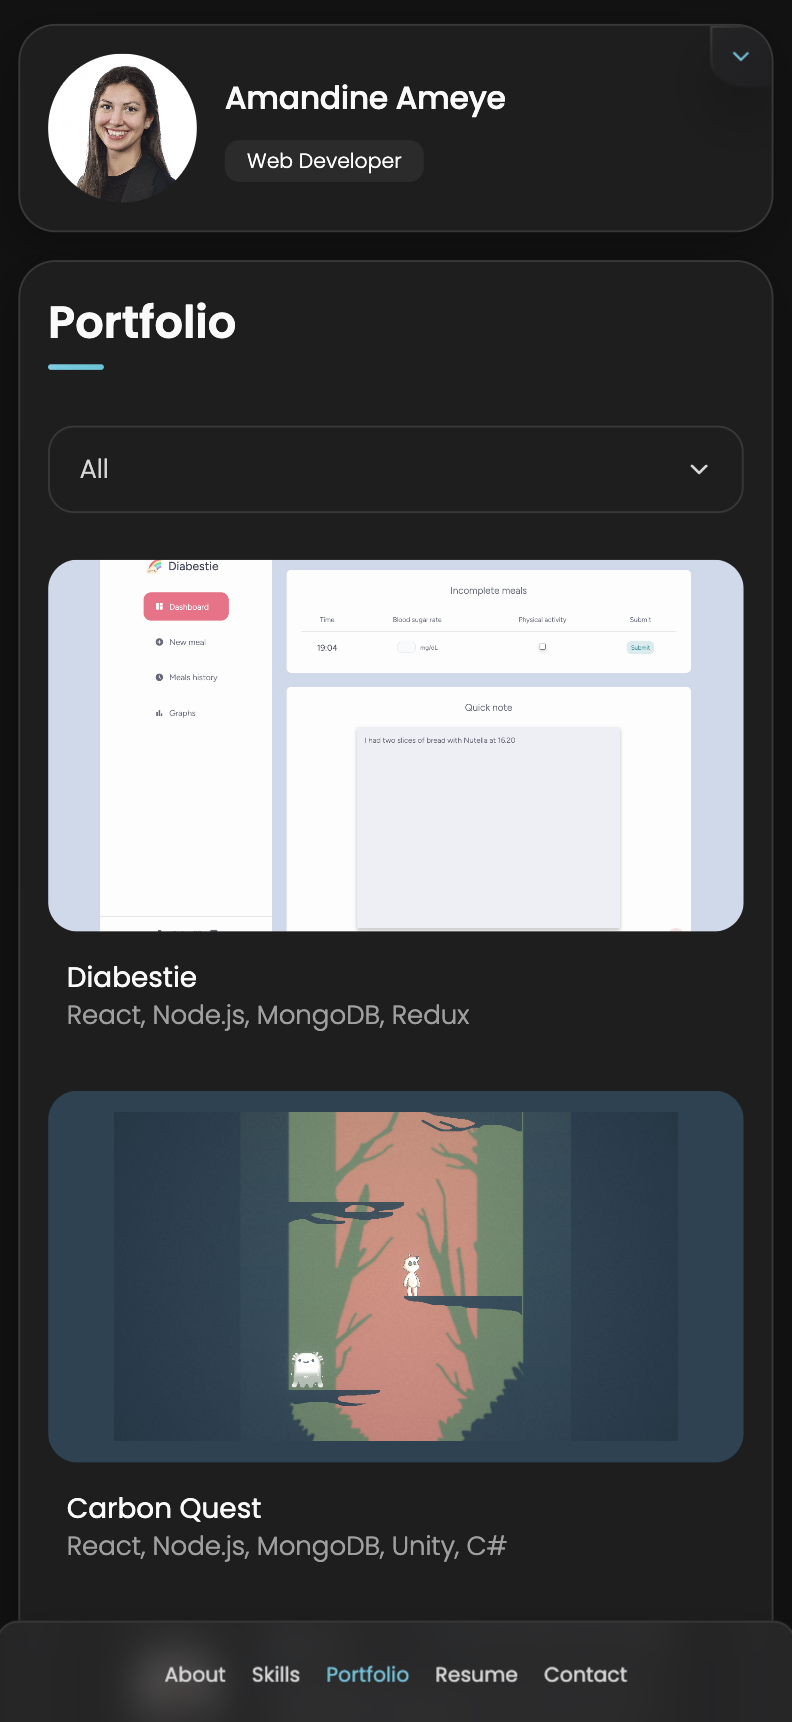 Amandine Ameye
Web Developer
Portfolio
All
Diabestie
Dashboard
New meal
Meals history
Graphs
Incomplete meals
Time Blood sugar rate Physical activity Submit
19:04 mg/dL Submit
Quick note
I had two slices of bread with Nutella at 16.20
Diabestie
React, Node.js, MongoDB, Redux
Carbon Quest
React, Node.js, MongoDB, Unity, C#
About Skills Portfolio Resume Contact